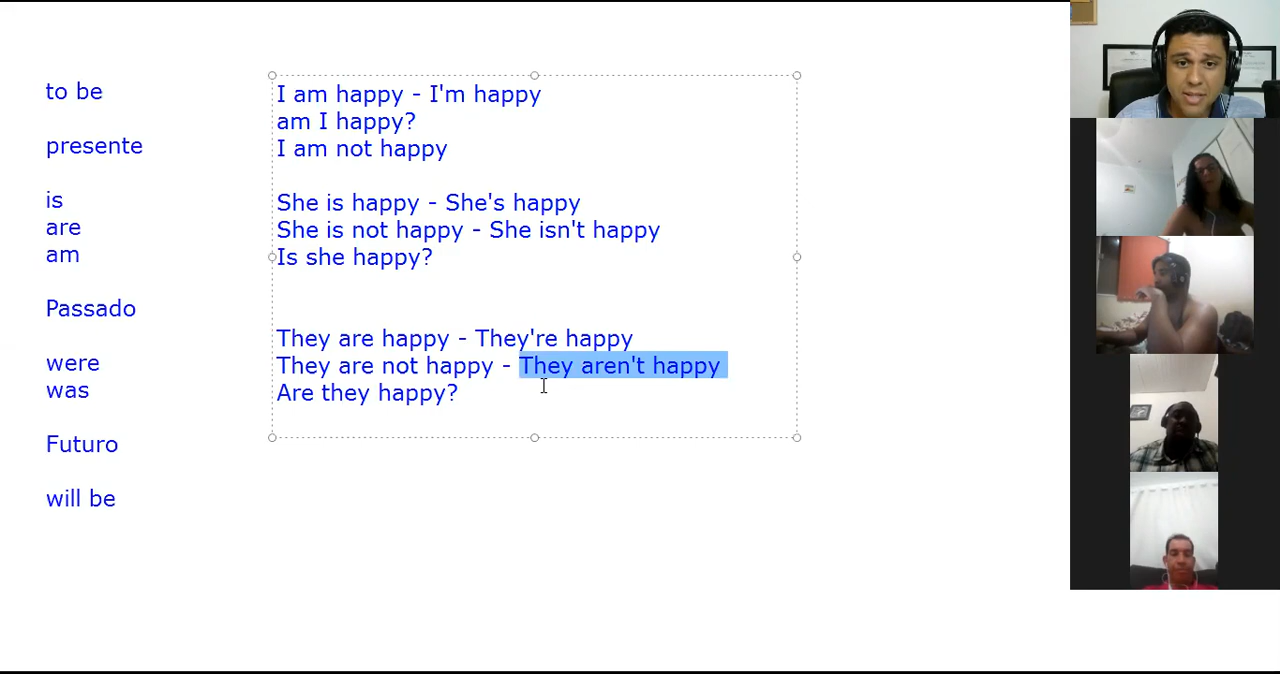 to be
presente
is
are
am
Passado
were
was
Futuro
will be
I am happy - I'm happy
am I happy?
I am not happy
She is happy - She's happy
She is not happy - She isn't happy
Is she happy?
They are happy - They're happy
They are not happy - They aren't happy
Are they happy?